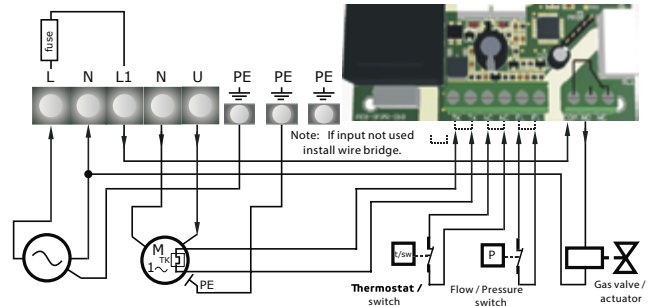 fuse
L N L1 N U PE PE PE
Note: If input not used
install wire bridge.
M
TK
1~
PE
t/sw
P
Thermostat /
switch
Flow / Pressure
switch
Gas valve /
actuator